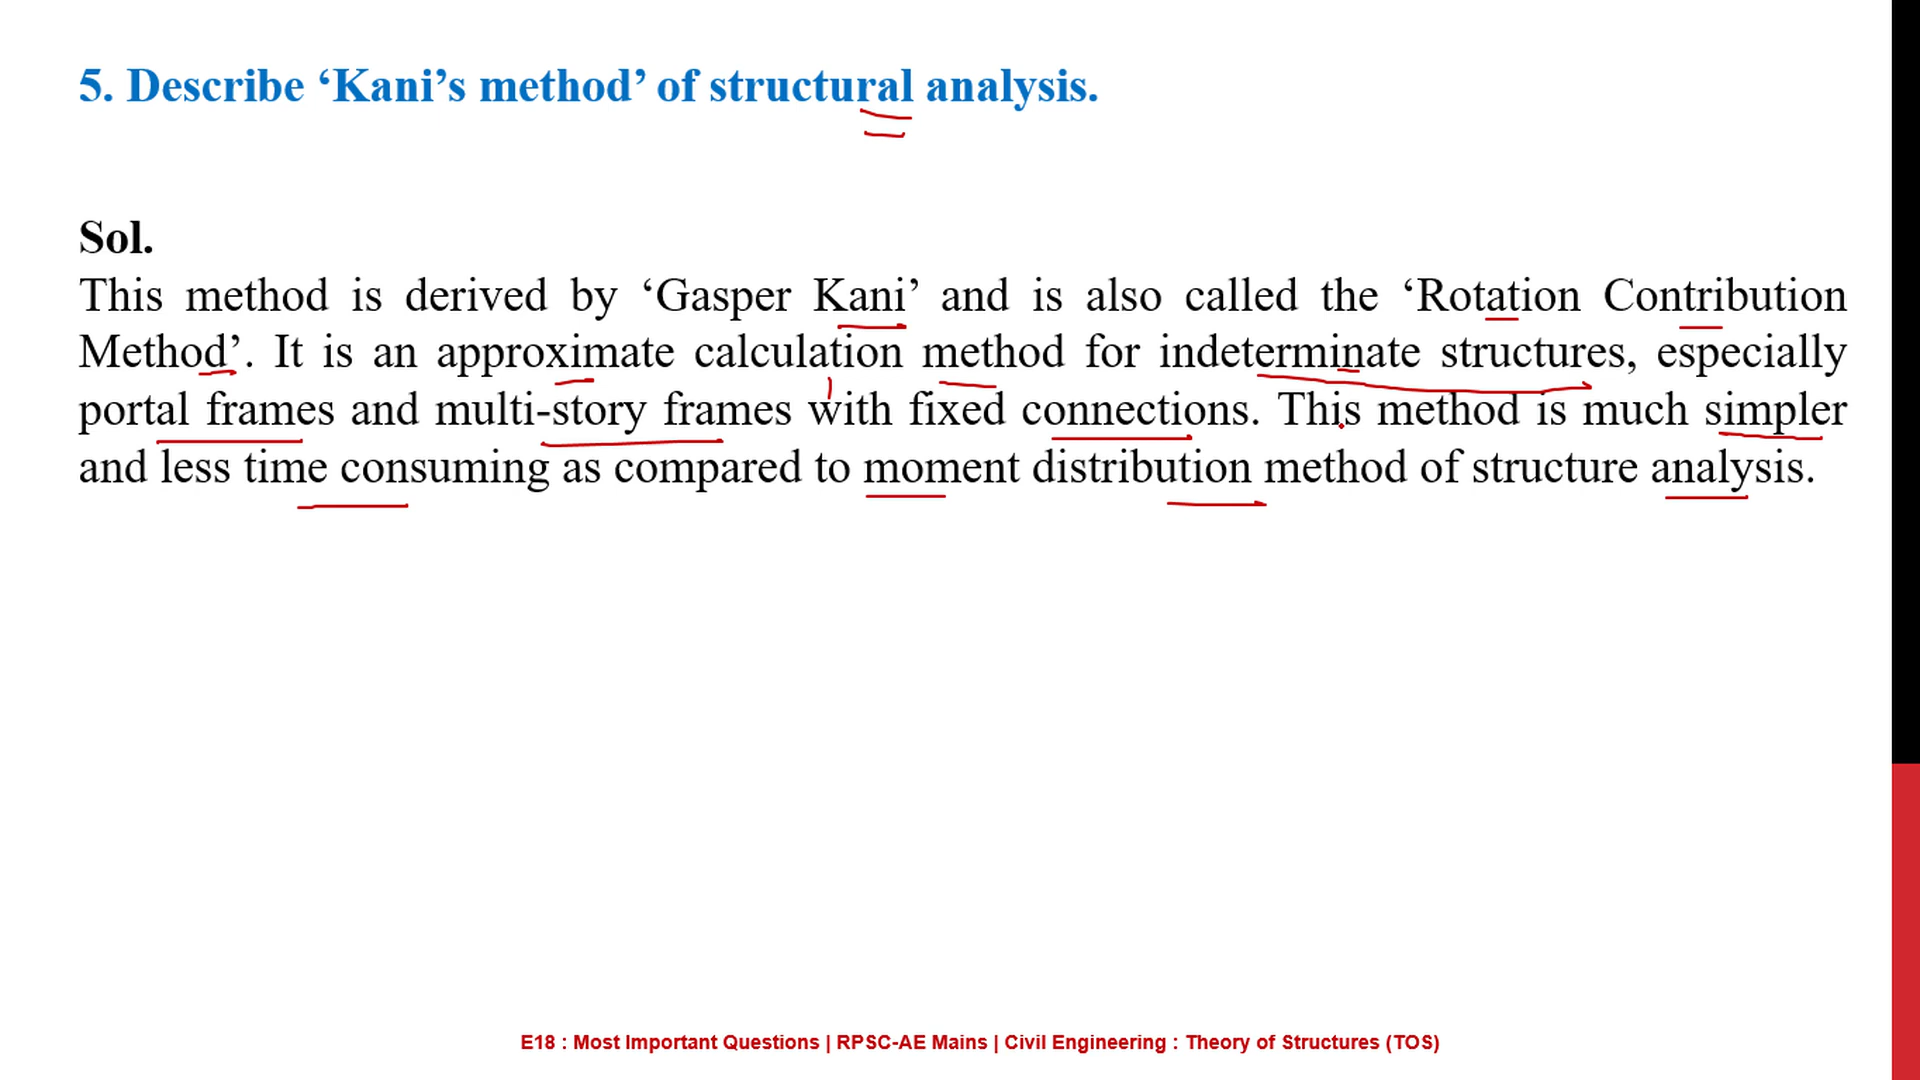 5. Describe ‘Kani’s method’ of structural analysis.
Sol.
This method is derived by ‘Gasper Kani’ and is also called the ‘Rotation Contribution
Method’. It is an approximate calculation method for indeterminate structures, especially
portal frames and multi-story frames with fixed connections. This method is much simpler
and less time consuming as compared to moment distribution method of structure analysis.
E18 : Most Important Questions | RPSC-AE Mains | Civil Engineering : Theory of Structures (TOS)